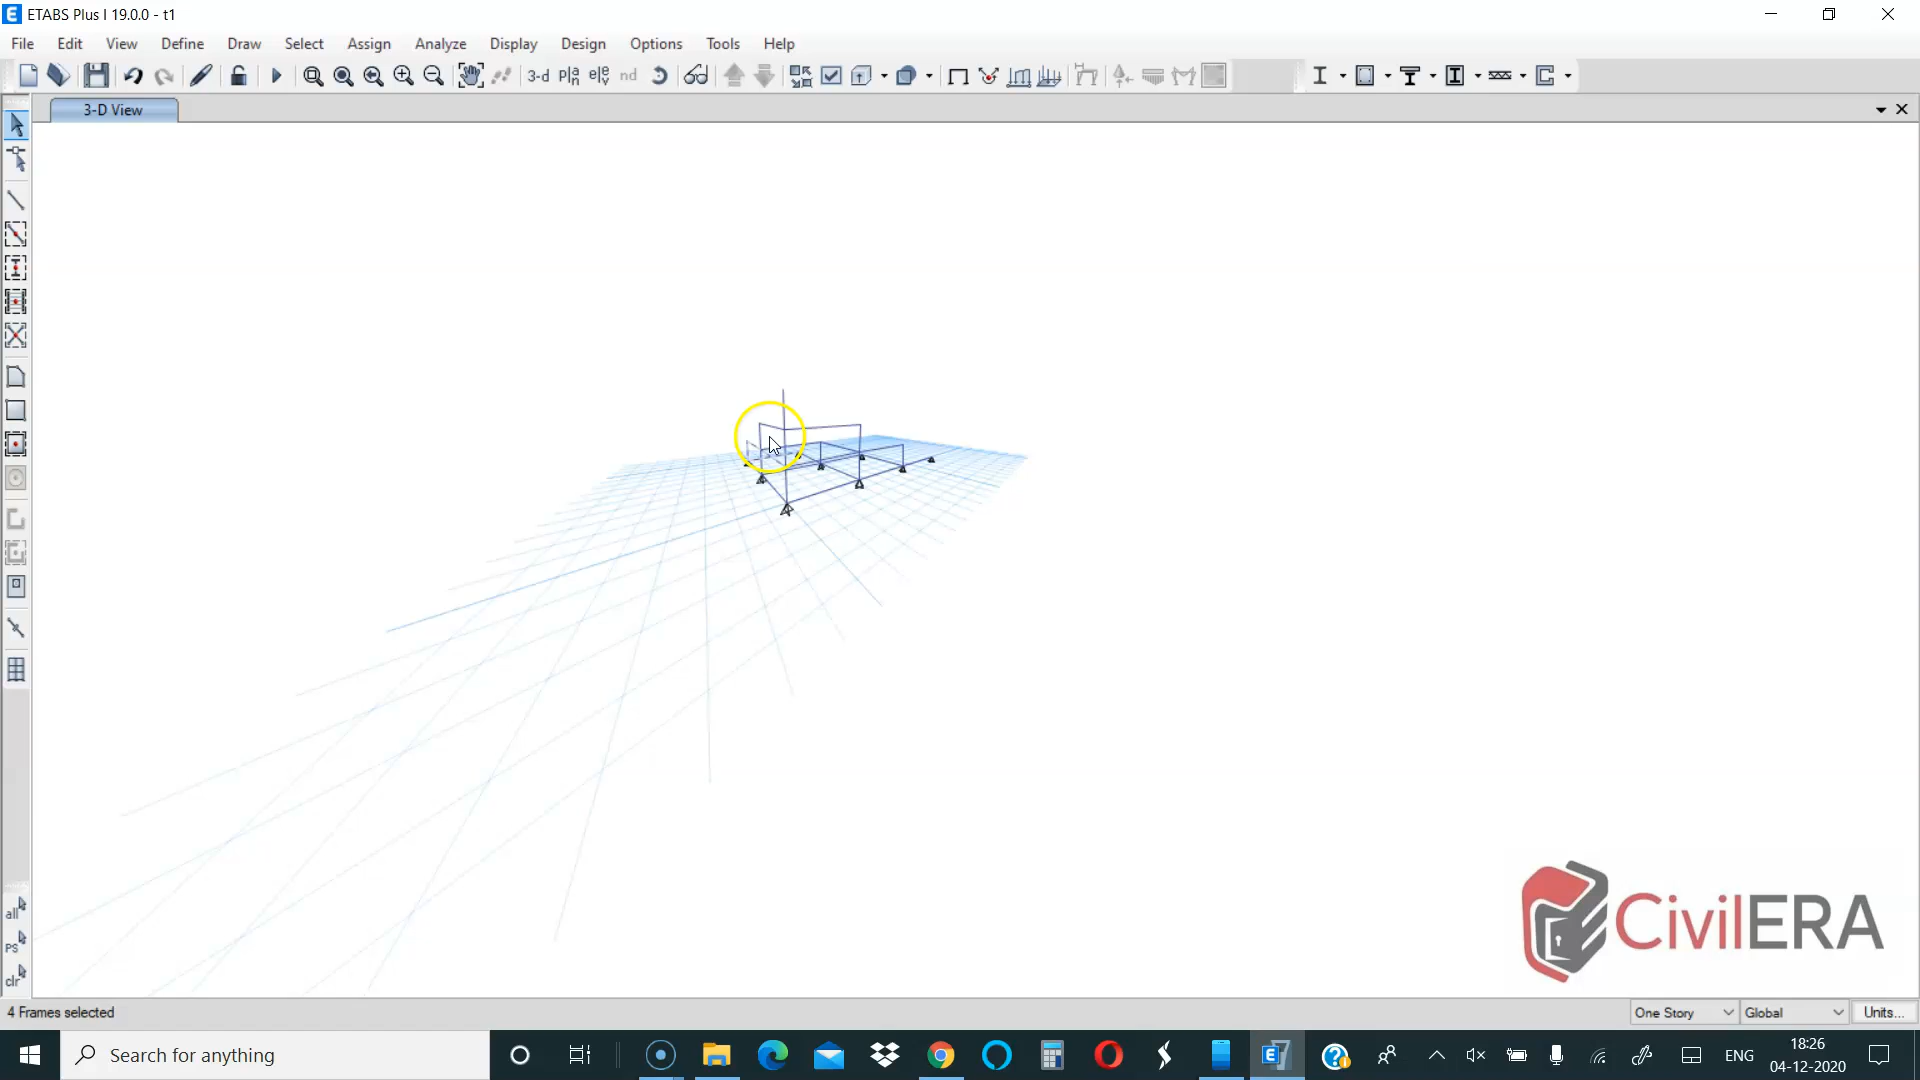 ETABS Plus I 19.0.0 - t1
File Edit View Define Draw Select Assign Analyze Display Design Options Tools Help
3-d Pla ele nd
3-D View
all
PS
clr
CivilERA
4 Frames selected
One Story Global Units...
Search for anything
ENG
18:26
04-12-2020